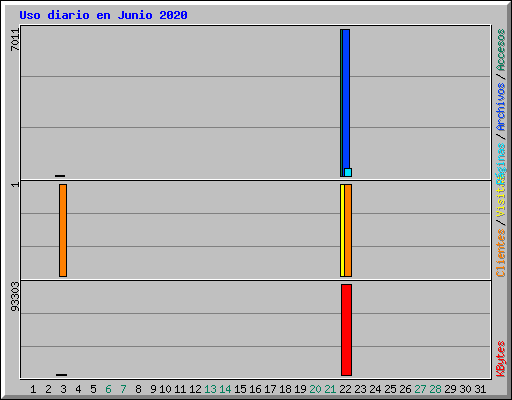 Uso diario en Junio 2020
7011
1
93303
Clientes / Visitas Páginas / Archivos / Accesos
KBytes
1 2 3 4 5 6 7 8 9 10 11 12 13 14 15 16 17 18 19 20 21 22 23 24 25 26 27 28 29 30 31